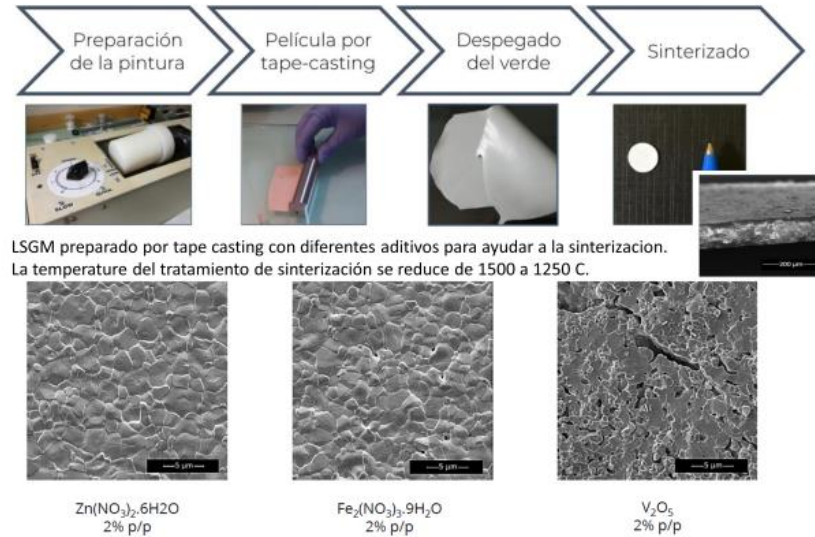 Preparación
de la pintura
Película por
tape-casting
Despegado
del verde
Sinterizado
SLOW
200 µm
LSGM preparado por tape casting con diferentes aditivos para ayudar a la sinterizacion.
La temperature del tratamiento de sinterización se reduce de 1500 a 1250 C.
5 µm
5 µm
5 µm
Zn(NO₃)₂.6H2O
2% p/p
Fe₂(NO₃)₃.9H₂O
2% p/p
V₂O₅
2% p/p